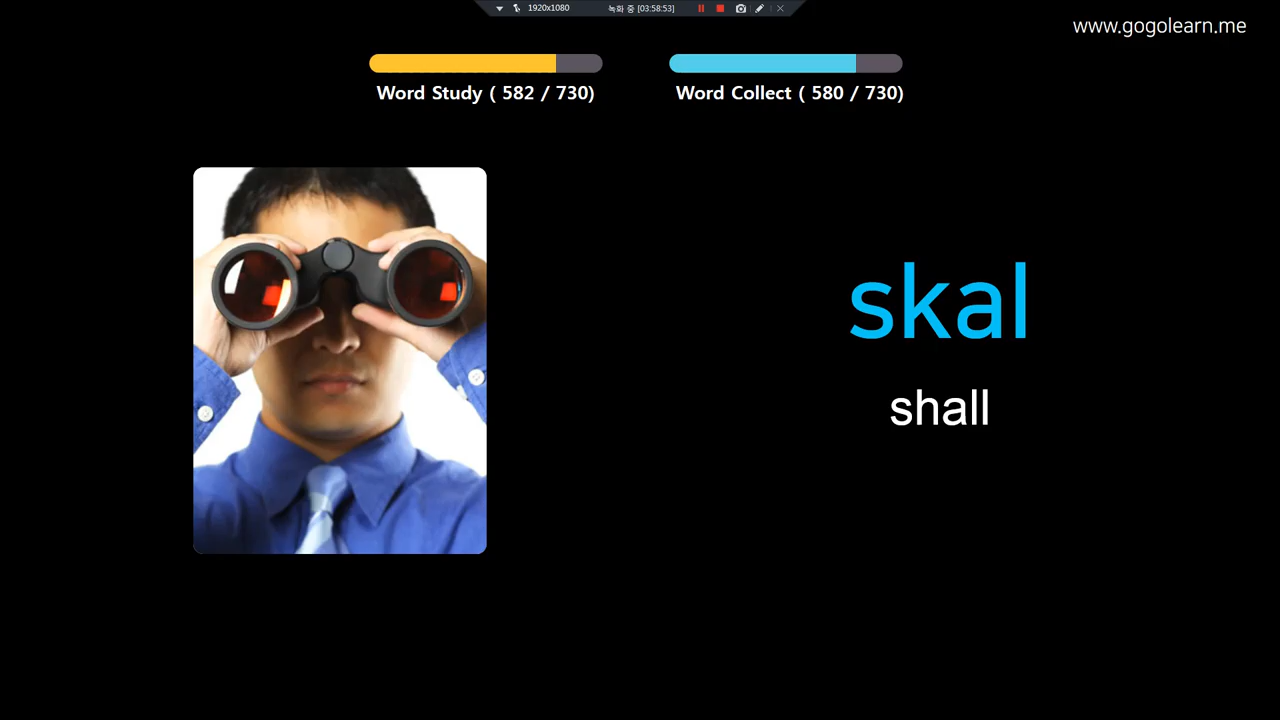 1920x1080 녹화 중 [03:58:53]
www.gogolearn.me
Word Study ( 582 / 730)
Word Collect ( 580 / 730)
skal
shall